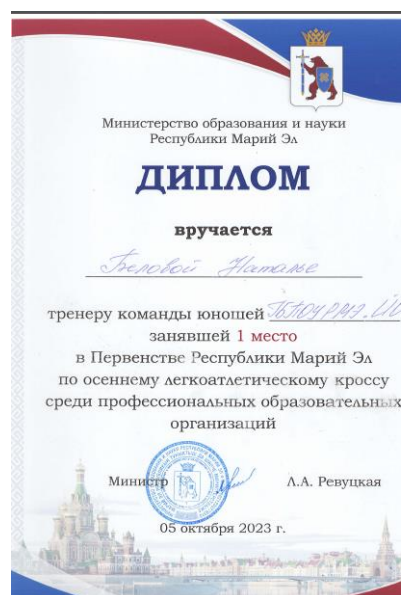 Министерство образования и науки
Республики Марий Эл
ДИПЛОМ
вручается
Беловой Наталье
тренеру команды юношей ГБПОУ РМЭ
занявшей 1 место
в Первенстве Республики Марий Эл
по осеннему легкоатлетическому кроссу
среди профессиональных образовательных
организаций
Министр Л.А. Ревуцкая
05 октября 2023 г.